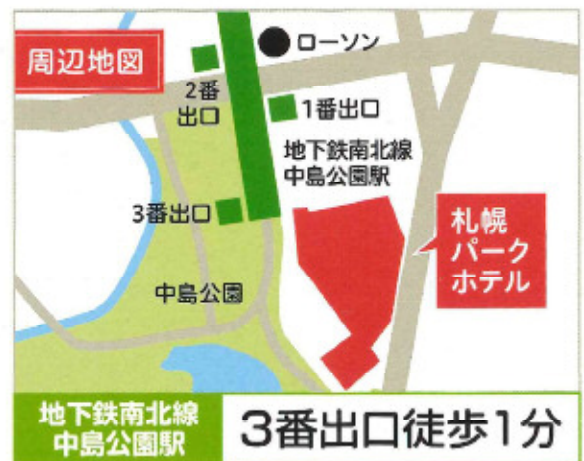 周辺地図
ローソン
2番
出口
1番出口
地下鉄南北線
中島公園駅
3番出口
札幌
パーク
ホテル
中島公園
地下鉄南北線
中島公園駅
3番出口徒歩1分